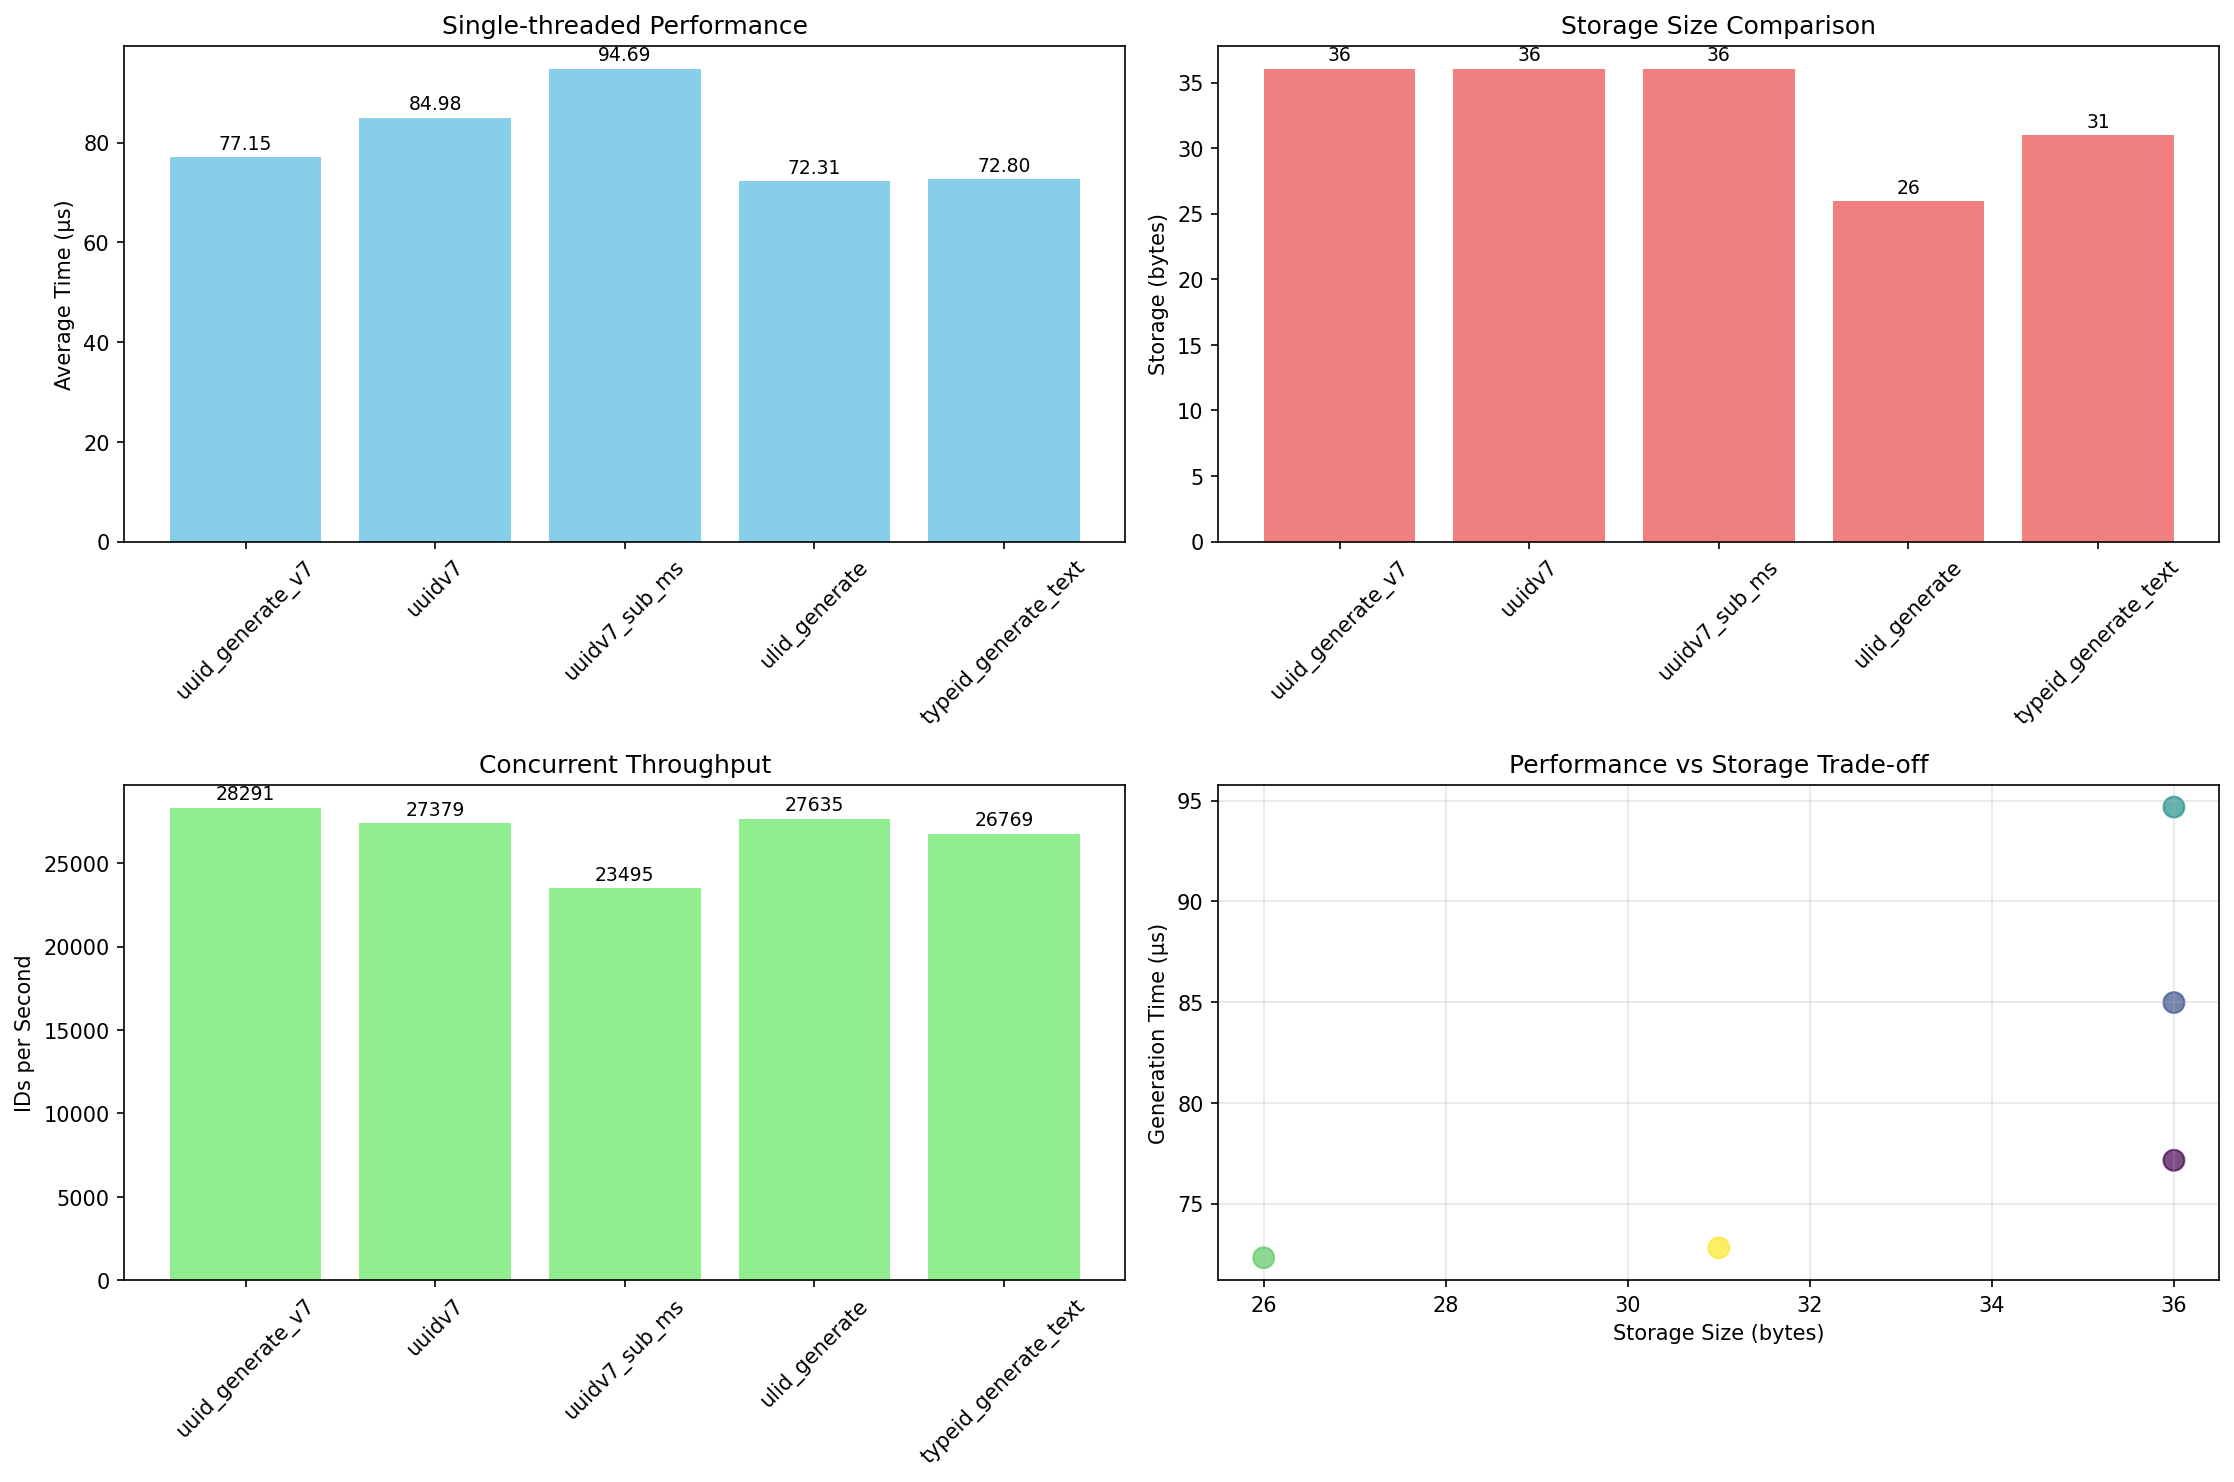 Single-threaded Performance
Average Time (μs)
80
60
40
20
0
77.15
84.98
94.69
72.31
72.80
uuid_generate_v7
uuidv7
uuidv7_sub_ms
ulid_generate
typeid_generate_text
Storage Size Comparison
Storage (bytes)
35
30
25
20
15
10
5
0
36
36
36
26
31
uuid_generate_v7
uuidv7
uuidv7_sub_ms
ulid_generate
typeid_generate_text
Concurrent Throughput
IDs per Second
25000
20000
15000
10000
5000
0
28291
27379
23495
27635
26769
uuid_generate_v7
uuidv7
uuidv7_sub_ms
ulid_generate
typeid_generate_text
Performance vs Storage Trade-off
Generation Time (μs)
95
90
85
80
75
26 28 30 32 34 36
Storage Size (bytes)